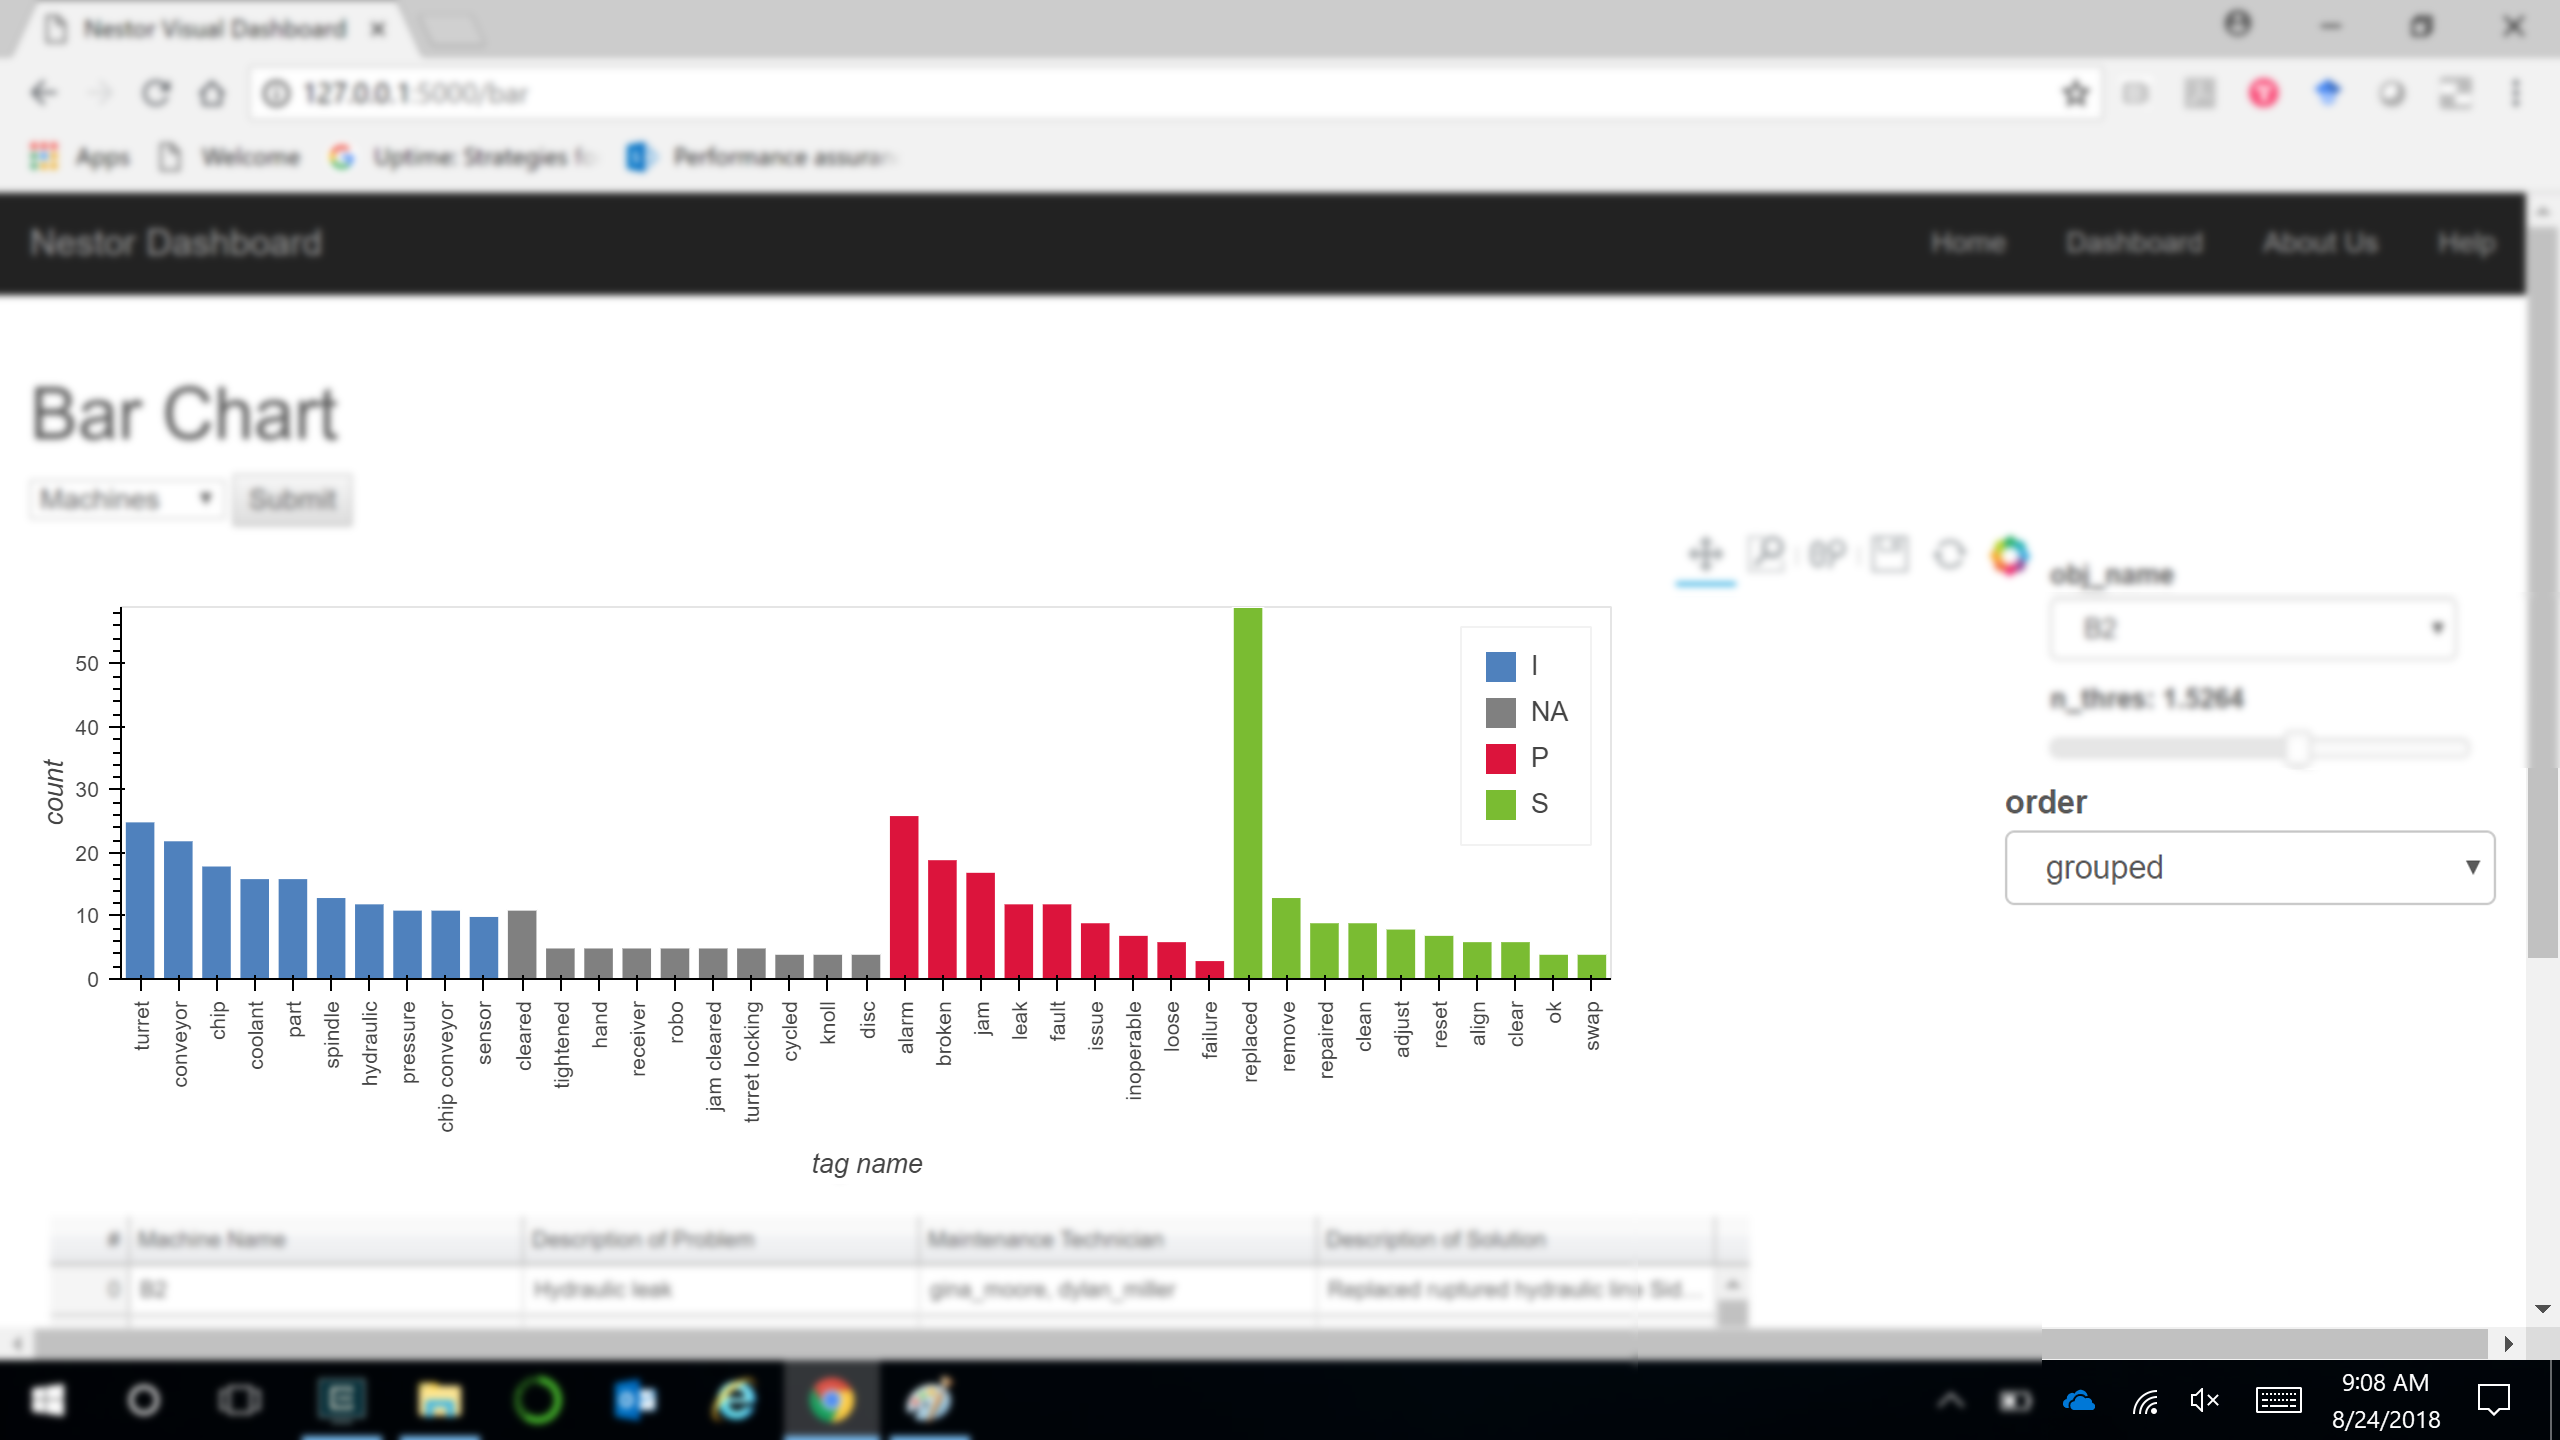 Nestor Visual Dashboard
127.0.0.1:5000/bar
Apps Welcome Uptime: Strategies fo Performance assuran
Nestor Dashboard Home Dashboard About Us Help
Bar Chart
Machines Submit
obj_name
B2
n_thres: 1.5264
order
grouped
count
50
40
30
20
10
0
I
NA
P
S
turret
conveyor
chip
coolant
part
spindle
hydraulic
pressure
chip conveyor
sensor
cleared
tightened
hand
receiver
robo
jam cleared
turret locking
cycled
knoll
disc
alarm
broken
jam
leak
fault
issue
inoperable
loose
failure
replaced
remove
repaired
clean
adjust
reset
align
clear
ok
swap
tag name
# Machine Name Description of Problem Maintenance Technician Description of Solution
0 B2 Hydraulic leak gina_moore, dylan_miller Replaced ruptured hydraulic line Sid...
9:08 AM
8/24/2018